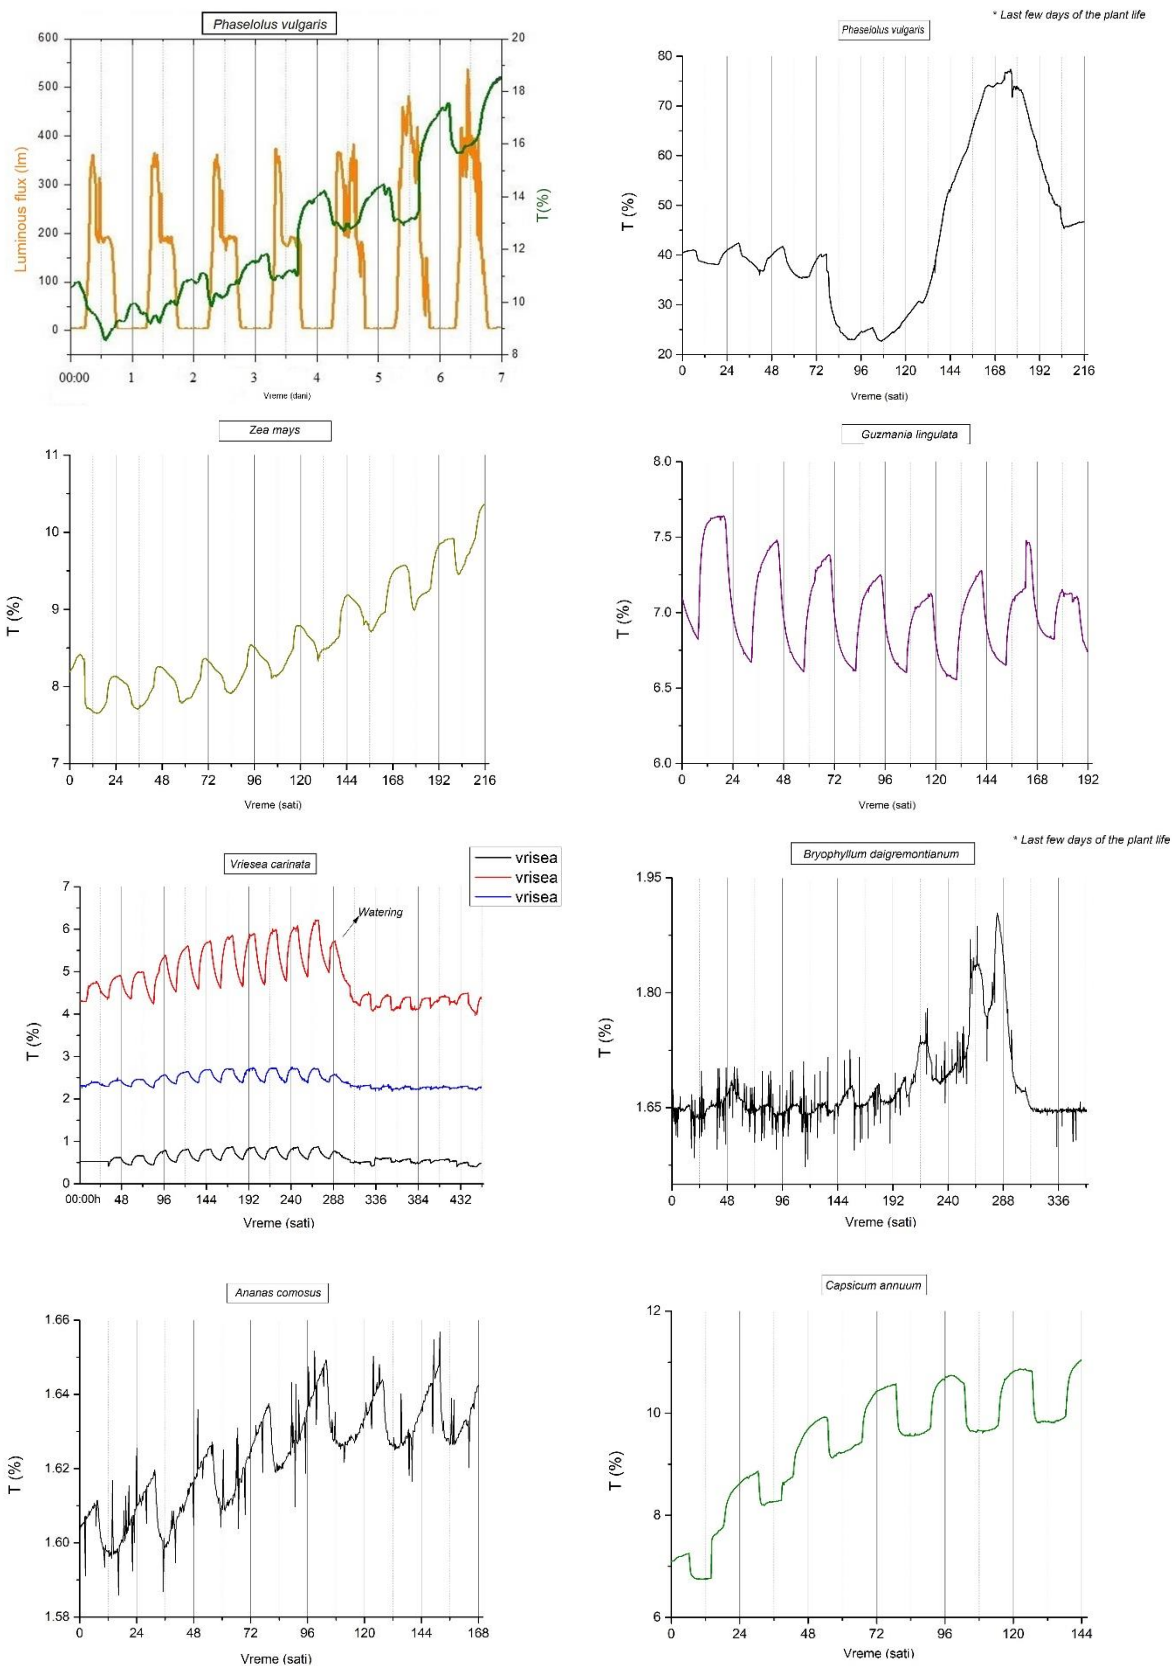 Phaselolus vulgaris
600
500
400
300
200
100
0
Luminous flux (lm)
20
18
16
14
12
10
8
T(%)
00:00 1 2 3 4 5 6 7
Vreme (dani)
* Last few days of the plant life
Phaselolus vulgaris
80
70
60
50
40
30
20
T (%)
0 24 48 72 96 120 144 168 192 216
Vreme (sati)
Zea mays
11
10
9
8
7
T (%)
0 24 48 72 96 120 144 168 192 216
Vreme (sati)
Guzmania lingulata
8.0
7.5
7.0
6.5
6.0
T (%)
0 24 48 72 96 120 144 168 192
Vreme (sati)
Vriesea carinata
vrisea
vrisea
vrisea
Watering
7
6
5
4
3
2
1
0
T (%)
00:00h 48 96 144 192 240 288 336 384 432
Vreme (sati)
* Last few days of the plant life
Bryophyllum daigremontianum
1.95
1.80
1.65
T (%)
0 48 96 144 192 240 288 336
Vreme (sati)
Ananas comosus
1.66
1.64
1.62
1.60
1.58
T (%)
0 24 48 72 96 120 144 168
Vreme (sati)
Capsicum annuum
12
10
8
6
T (%)
0 24 48 72 96 120 144
Vreme (sati)